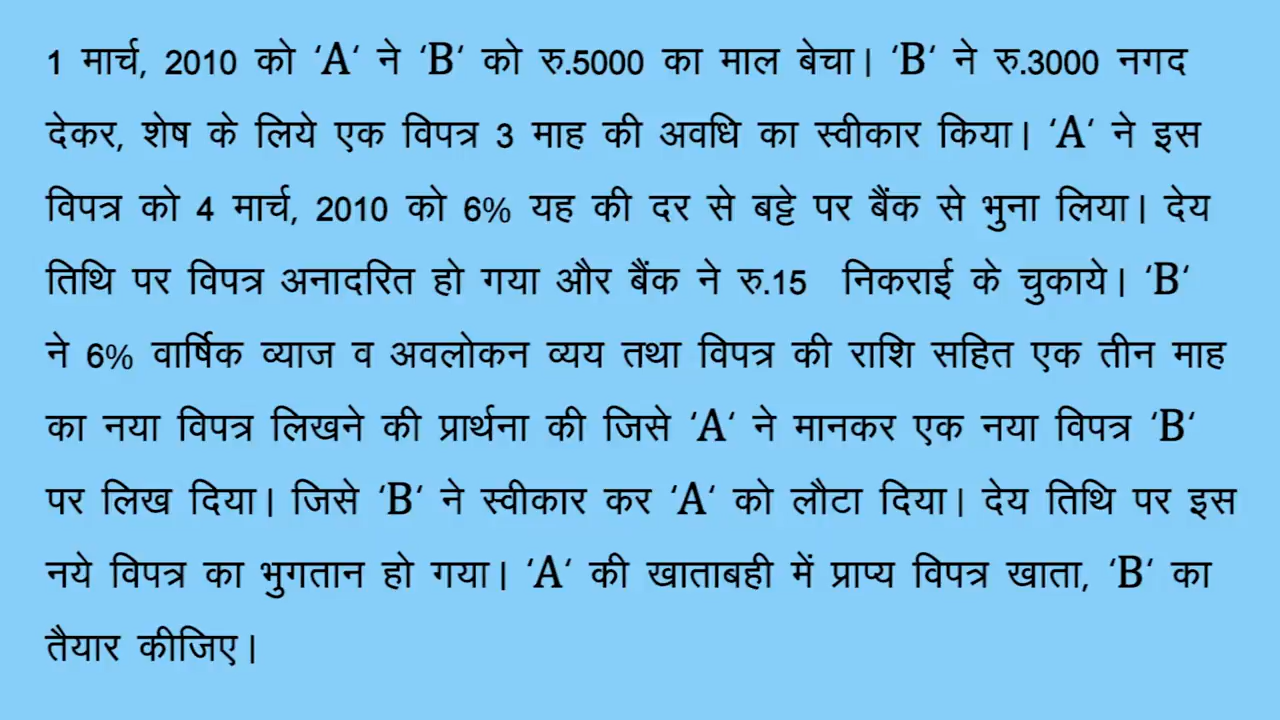 1 मार्च, 2010 को ‘A‘ ने ‘B‘ को रु.5000 का माल बेचा। ‘B‘ ने रु.3000 नगद
देकर, शेष के लिये एक विपत्र 3 माह की अवधि का स्वीकार किया। ‘A‘ ने इस
विपत्र को 4 मार्च, 2010 को 6% यह की दर से बट्टे पर बैंक से भुना लिया। देय
तिथि पर विपत्र अनादरित हो गया और बैंक ने रु.15 निकराई के चुकाये। ‘B‘
ने 6% वार्षिक व्याज व अवलोकन व्यय तथा विपत्र की राशि सहित एक तीन माह
का नया विपत्र लिखने की प्रार्थना की जिसे ‘A‘ ने मानकर एक नया विपत्र ‘B‘
पर लिख दिया। जिसे ‘B‘ ने स्वीकार कर ‘A‘ को लौटा दिया। देय तिथि पर इस
नये विपत्र का भुगतान हो गया। ‘A‘ की खाताबही में प्राप्य विपत्र खाता, ‘B‘ का
तैयार कीजिए।